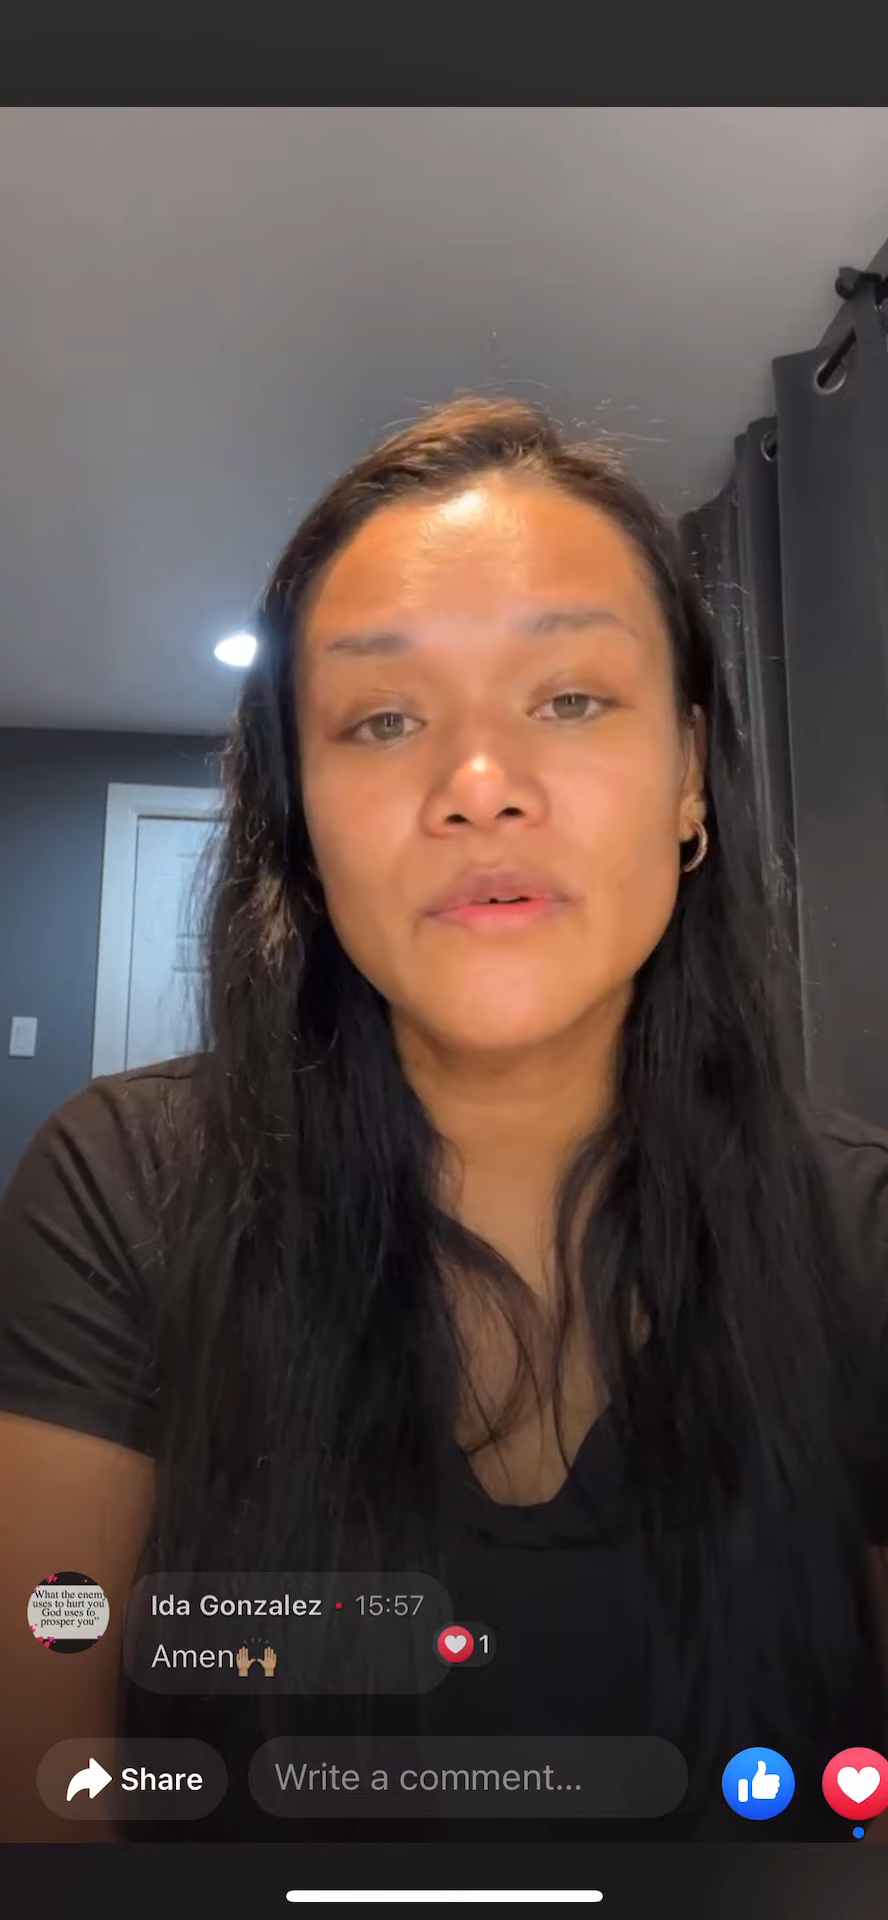 What the enemy
uses to hurt you
God uses to
prosper you"
Ida Gonzalez • 15:57
Amen🙌🏼
1
Share
Write a comment...